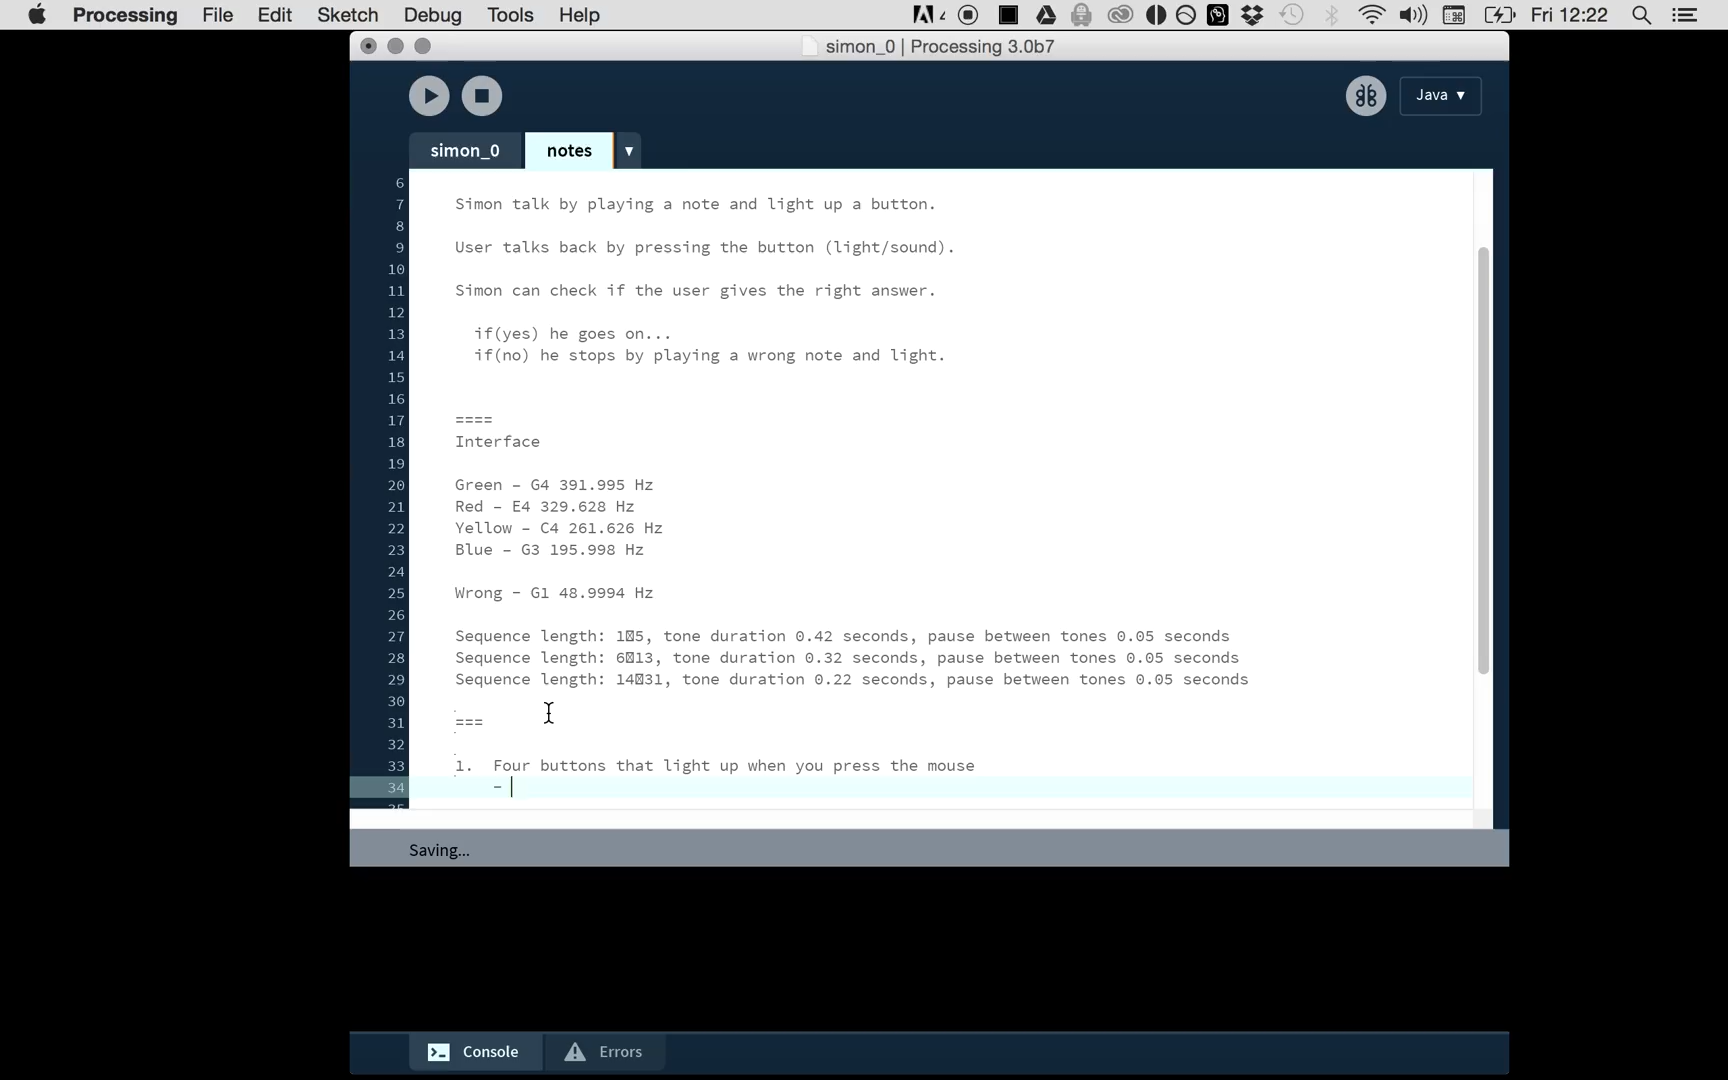 Processing File Edit Sketch Debug Tools Help 4 Fri 12:22
simon_0 | Processing 3.0b7
Java ▼
simon_0 notes ▼
6
7 Simon talk by playing a note and light up a button.
8
9 User talks back by pressing the button (light/sound).
10
11 Simon can check if the user gives the right answer.
12
13 if(yes) he goes on...
14 if(no) he stops by playing a wrong note and light.
15
16
17 ====
18 Interface
19
20 Green – G4 391.995 Hz
21 Red – E4 329.628 Hz
22 Yellow – C4 261.626 Hz
23 Blue – G3 195.998 Hz
24
25 Wrong - G1 48.9994 Hz
26
27 Sequence length: 1▯5, tone duration 0.42 seconds, pause between tones 0.05 seconds
28 Sequence length: 6▯13, tone duration 0.32 seconds, pause between tones 0.05 seconds
29 Sequence length: 14▯31, tone duration 0.22 seconds, pause between tones 0.05 seconds
30
31 ===
32
33 1. Four buttons that light up when you press the mouse
34 -
Saving...
Console Errors